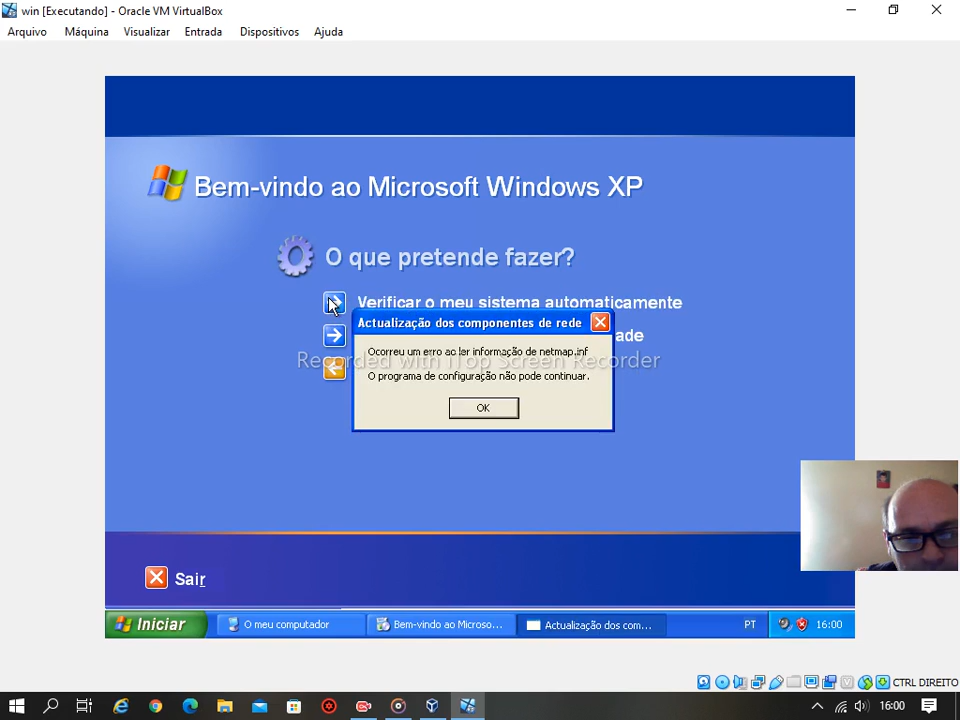 win [Executando] - Oracle VM VirtualBox
Arquivo Máquina Visualizar Entrada Dispositivos Ajuda
Bem-vindo ao Microsoft Windows XP
O que pretende fazer?
Verificar o meu sistema automaticamente
Actualização dos componentes de rede
ade
Ocorreu um erro ao ler informação de netmap.inf
Recorded with iTop Screen Recorder
O programa de configuração não pode continuar.
OK
Sair
Iniciar O meu computador Bem-vindo ao Microso... Actualização dos com... PT 16:00
CTRL DIREITO
16:00